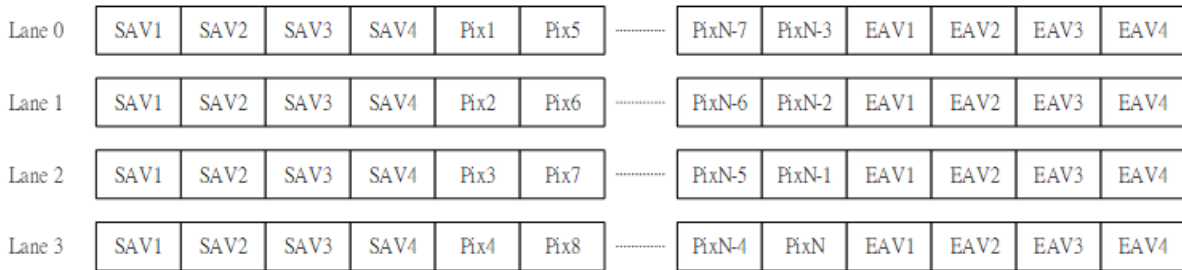 Lane 0 SAV1 SAV2 SAV3 SAV4 Pix1 Pix5 PixN-7 PixN-3 EAV1 EAV2 EAV3 EAV4
Lane 1 SAV1 SAV2 SAV3 SAV4 Pix2 Pix6 PixN-6 PixN-2 EAV1 EAV2 EAV3 EAV4
Lane 2 SAV1 SAV2 SAV3 SAV4 Pix3 Pix7 PixN-5 PixN-1 EAV1 EAV2 EAV3 EAV4
Lane 3 SAV1 SAV2 SAV3 SAV4 Pix4 Pix8 PixN-4 PixN EAV1 EAV2 EAV3 EAV4